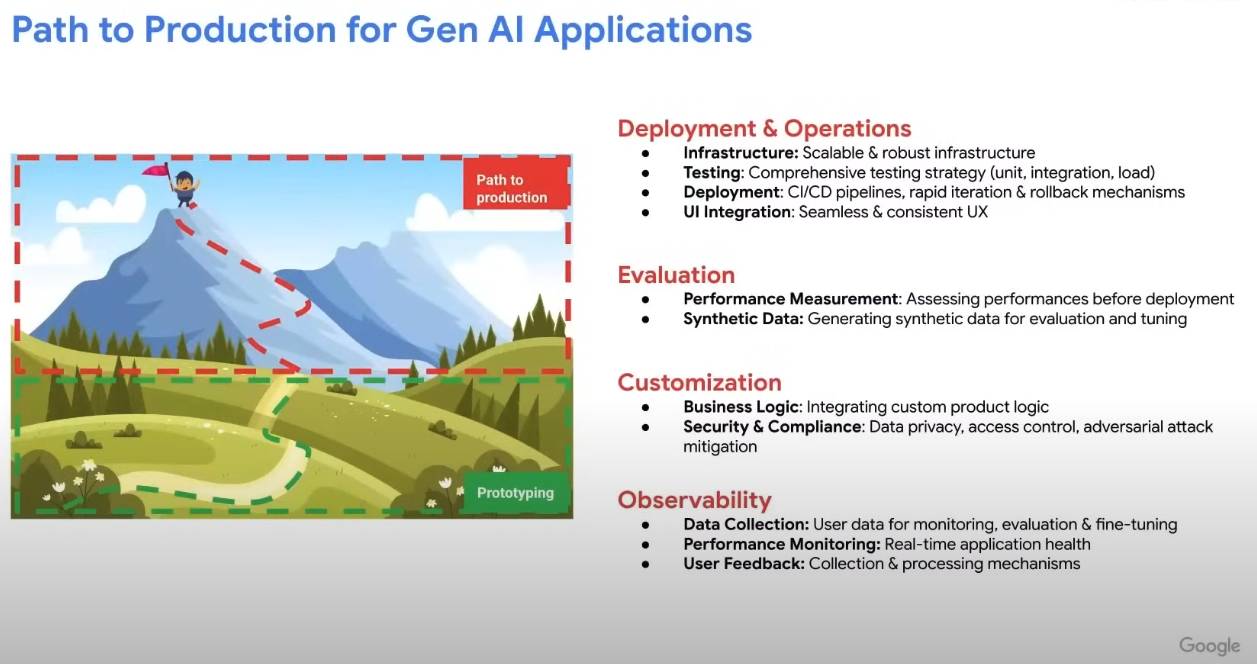 Path to Production for Gen AI Applications
Path to
production
Prototyping
Deployment & Operations
● Infrastructure: Scalable & robust infrastructure
● Testing: Comprehensive testing strategy (unit, integration, load)
● Deployment: CI/CD pipelines, rapid iteration & rollback mechanisms
● UI Integration: Seamless & consistent UX
Evaluation
● Performance Measurement: Assessing performances before deployment
● Synthetic Data: Generating synthetic data for evaluation and tuning
Customization
● Business Logic: Integrating custom product logic
● Security & Compliance: Data privacy, access control, adversarial attack
mitigation
Observability
● Data Collection: User data for monitoring, evaluation & fine-tuning
● Performance Monitoring: Real-time application health
● User Feedback: Collection & processing mechanisms
Google